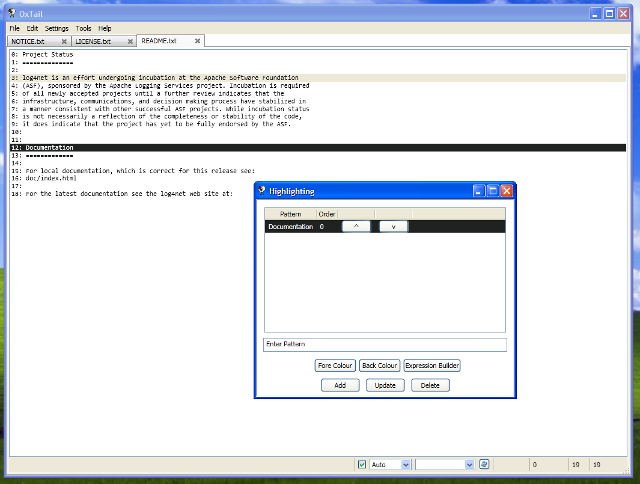 0xTail
File Edit Settings Tools Help
NOTICE.txt LICENSE.txt README.txt
0: Project Status
1: =============
2:
3: log4net is an effort undergoing incubation at the Apache Software Foundation
4: (ASF), sponsored by the Apache Logging Services project. Incubation is required
5: of all newly accepted projects until a further review indicates that the
6: infrastructure, communications, and decision making process have stabilized in
7: a manner consistent with other successful ASF projects. While incubation status
8: is not necessarily a reflection of the completeness or stability of the code,
9: it does indicate that the project has yet to be fully endorsed by the ASF.
10:
11:
12: Documentation
13: =============
14:
15: For local documentation, which is correct for this release see:
16: doc/index.html
17:
18: For the latest documentation see the log4net web site at:
Highlighting
Pattern Order
Documentation 0 ^ v
Enter Pattern
Fore Colour Back Colour Expression Builder
Add Update Delete
Auto 0 19 19